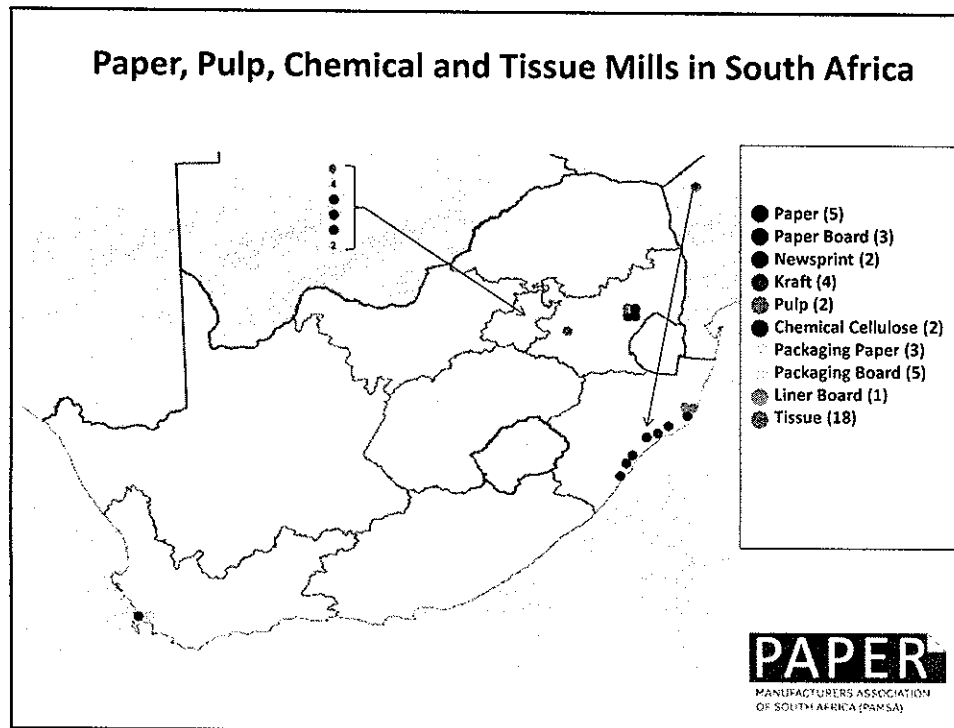 Paper, Pulp, Chemical and Tissue Mills in South Africa
4
2
Paper (5)
Paper Board (3)
Newsprint (2)
Kraft (4)
Pulp (2)
Chemical Cellulose (2)
Packaging Paper (3)
Packaging Board (5)
Liner Board (1)
Tissue (18)
PAPER
MANUFACTURERS ASSOCIATION
OF SOUTH AFRICA (PAMSA)